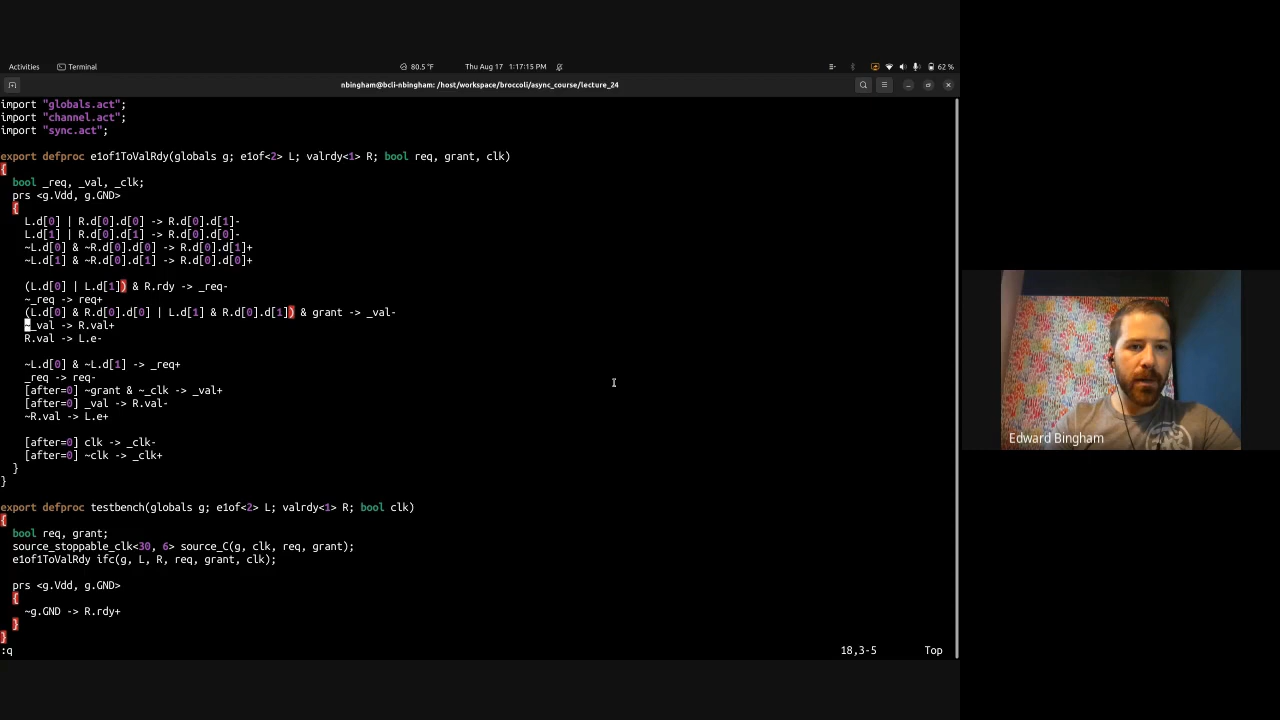 Activities
Terminal
80.5 °F
Thu Aug 17 1:17:15 PM
62 %
nbingham@bcli-nbingham: /host/workspace/broccoli/async_course/lecture_24
import "globals.act";
import "channel.act";
import "sync.act";
export defproc e1of1ToValRdy(globals g; e1of<2> L; valrdy<1> R; bool req, grant, clk)
{
bool _req, _val, _clk;
prs <g.Vdd, g.GND>
{
L.d[0] | R.d[0].d[0] -> R.d[0].d[1]-
L.d[1] | R.d[0].d[1] -> R.d[0].d[0]-
~L.d[0] & ~R.d[0].d[0] -> R.d[0].d[1]+
~L.d[1] & ~R.d[0].d[1] -> R.d[0].d[0]+
(L.d[0] | L.d[1]) & R.rdy -> _req-
~_req -> req+
(L.d[0] & R.d[0].d[0] | L.d[1] & R.d[0].d[1]) & grant -> _val-
~_val -> R.val+
R.val -> L.e-
~L.d[0] & ~L.d[1] -> _req+
_req -> req-
[after=0] ~grant & ~_clk -> _val+
[after=0] _val -> R.val-
~R.val -> L.e+
[after=0] clk -> _clk-
[after=0] ~clk -> _clk+
}
}
export defproc testbench(globals g; e1of<2> L; valrdy<1> R; bool clk)
{
bool req, grant;
source_stoppable_clk<30, 6> source_C(g, clk, req, grant);
e1of1ToValRdy ifc(g, L, R, req, grant, clk);
prs <g.Vdd, g.GND>
{
~g.GND -> R.rdy+
}
}
:q
18,3-5
Top
Edward Bingham